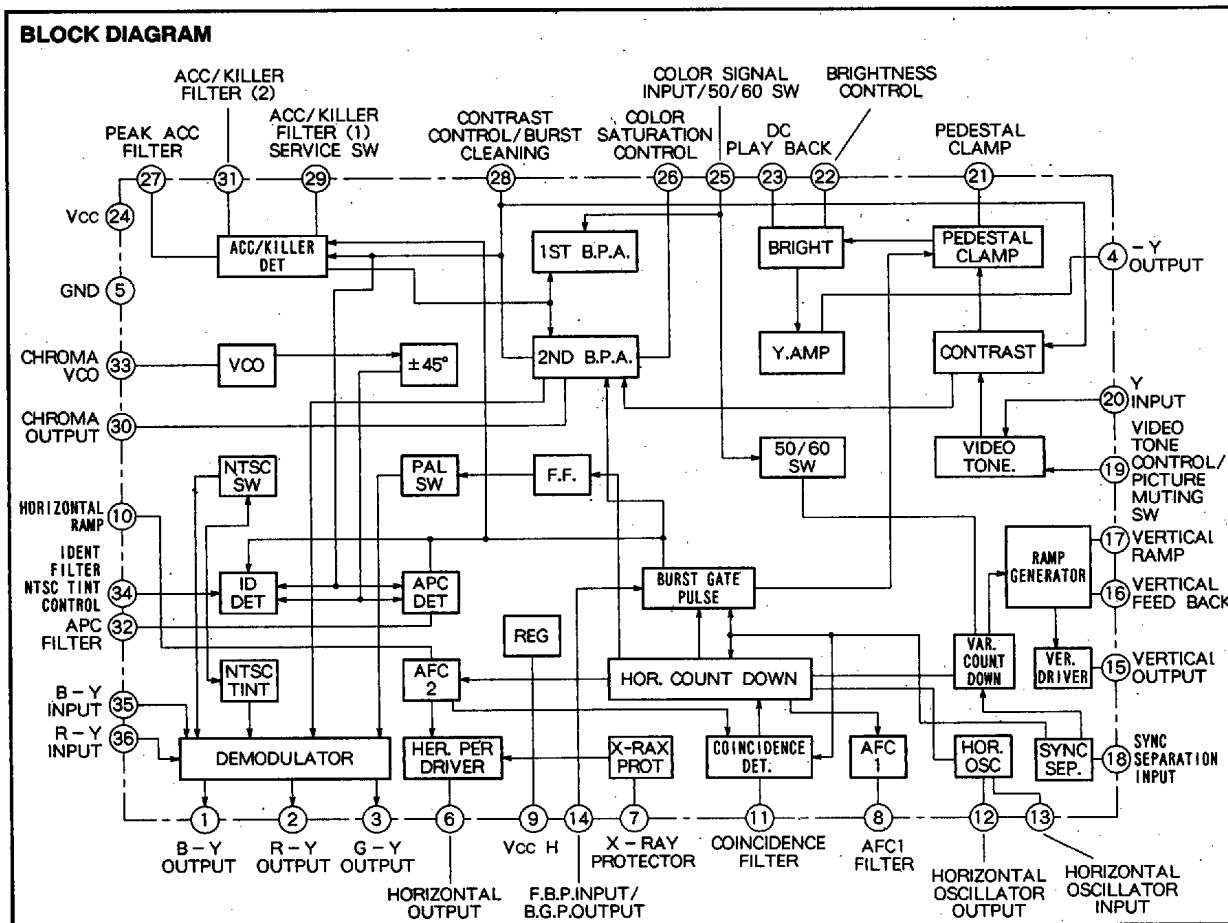 BLOCK DIAGRAM
ACC/KILLER
FILTER (2)
COLOR SIGNAL
INPUT/50/60 SW
BRIGHTNESS
CONTROL
PEAK ACC
FILTER
ACC/KILLER
FILTER (1)
SERVICE SW
CONTRAST
CONTROL/BURST
CLEANING
COLOR
SATURATION
CONTROL
DC
PLAY BACK
PEDESTAL
CLAMP
27
31
29
28
26
25
23
22
21
Vcc
24
ACC/KILLER
DET
1ST B.P.A.
BRIGHT
PEDESTAL
CLAMP
4
-Y
OUTPUT
GND
5
CHROMA
VCO
33
VCO
±45°
2ND B.P.A.
Y.AMP
CONTRAST
20
Y
INPUT
CHROMA
OUTPUT
30
NTSC
SW
PAL
SW
F.F.
50/60
SW
VIDEO
TONE.
19
VIDEO
TONE
CONTROL/
PICTURE
MUTING
SW
HORIZONTAL
RAMP
10
RAMP
GENERATOR
17
VERTICAL
RAMP
IDENT
FILTER
NTSC TINT
CONTROL
34
ID
DET
APC
DET
BURST GATE
PULSE
16
VERTICAL
FEED BACK
APC
FILTER
32
REG
NTSC
TINT
AFC
2
HOR. COUNT DOWN
VAR.
COUNT
DOWN
VER.
DRIVER
15
VERTICAL
OUTPUT
B-Y
INPUT
35
R-Y
INPUT
36
DEMODULATOR
HER. PER
DRIVER
X-RAX
PROT
COINCIDENCE
DET.
AFC
1
HOR.
OSC
SYNC
SEP.
18
SYNC
SEPARATION
INPUT
1
2
3
6
9
14
7
11
8
12
13
B-Y
OUTPUT
R-Y
OUTPUT
G-Y
OUTPUT
Vcc H
X-RAY
PROTECTOR
COINCIDENCE
FILTER
AFC1
FILTER
HORIZONTAL
OUTPUT
F.B.P.INPUT/
B.G.P.OUTPUT
HORIZONTAL
OSCILLATOR
OUTPUT
HORIZONTAL
OSCILLATOR
INPUT